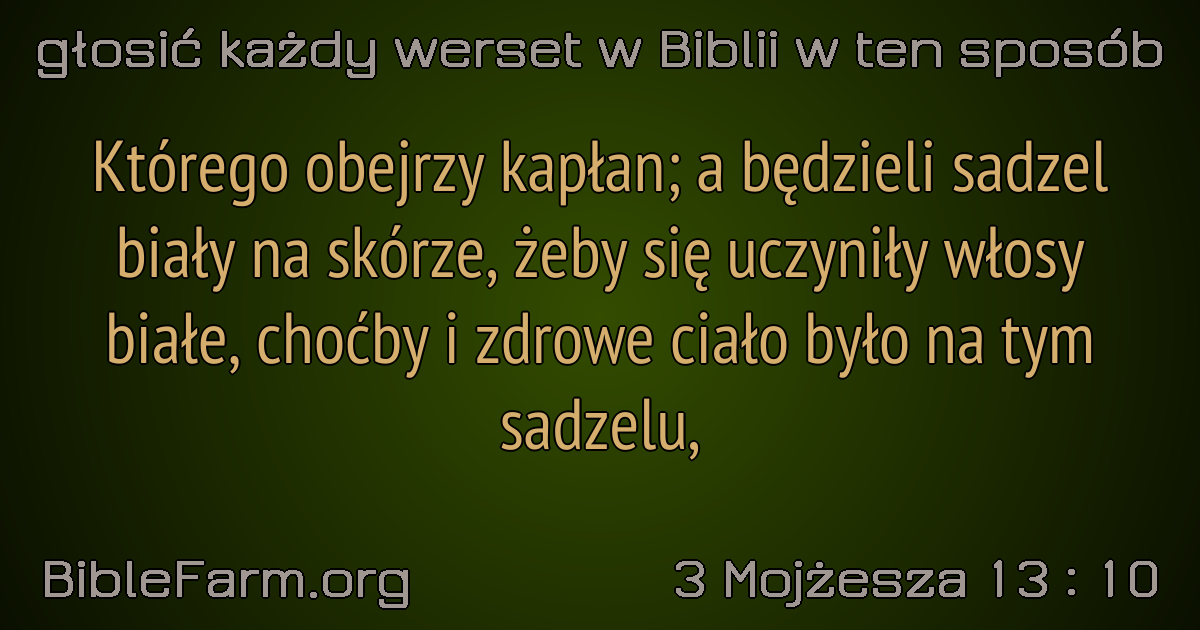 głosić każdy werset w Biblii w ten sposób
Którego obejrzy kapłan; a będzieli sadzel
biały na skórze, żeby się uczyniły włosy
białe, choćby i zdrowe ciało było na tym
sadzelu,
BibleFarm.org
3 Mojżesza 13 : 10